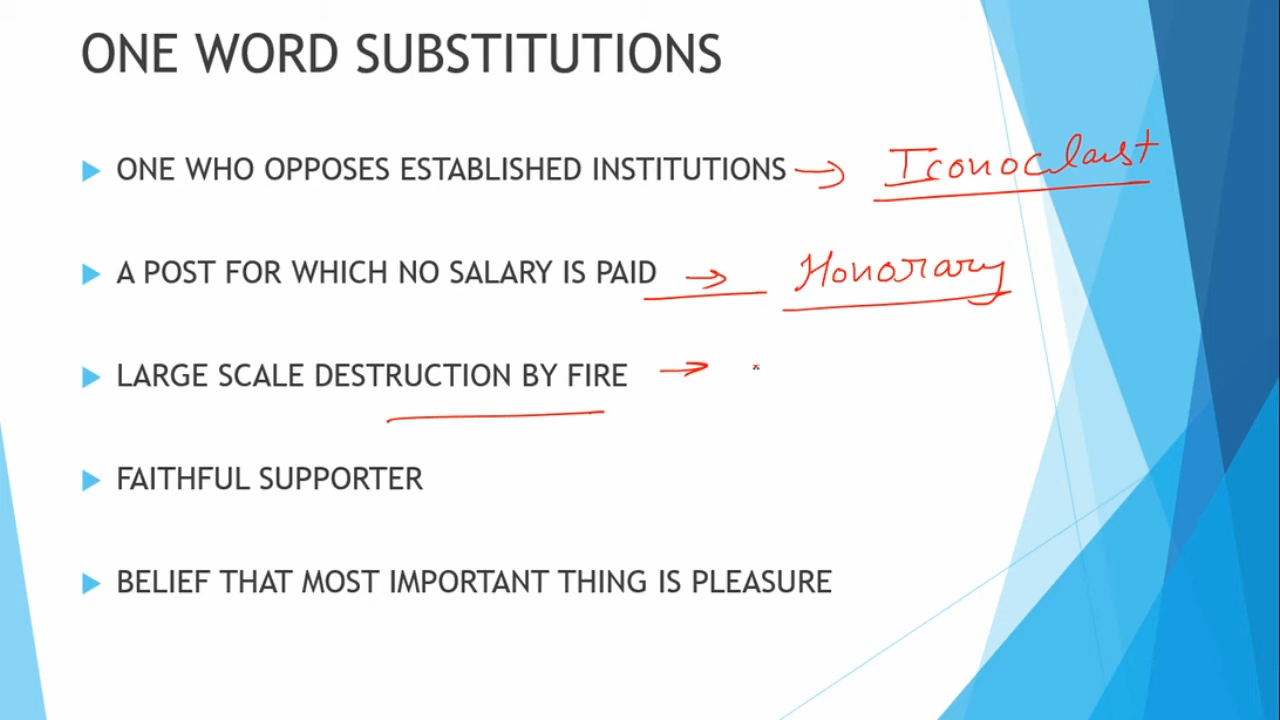 ONE WORD SUBSTITUTIONS
ONE WHO OPPOSES ESTABLISHED INSTITUTIONS → Iconoclast
A POST FOR WHICH NO SALARY IS PAID → Honorary
LARGE SCALE DESTRUCTION BY FIRE →
FAITHFUL SUPPORTER
BELIEF THAT MOST IMPORTANT THING IS PLEASURE